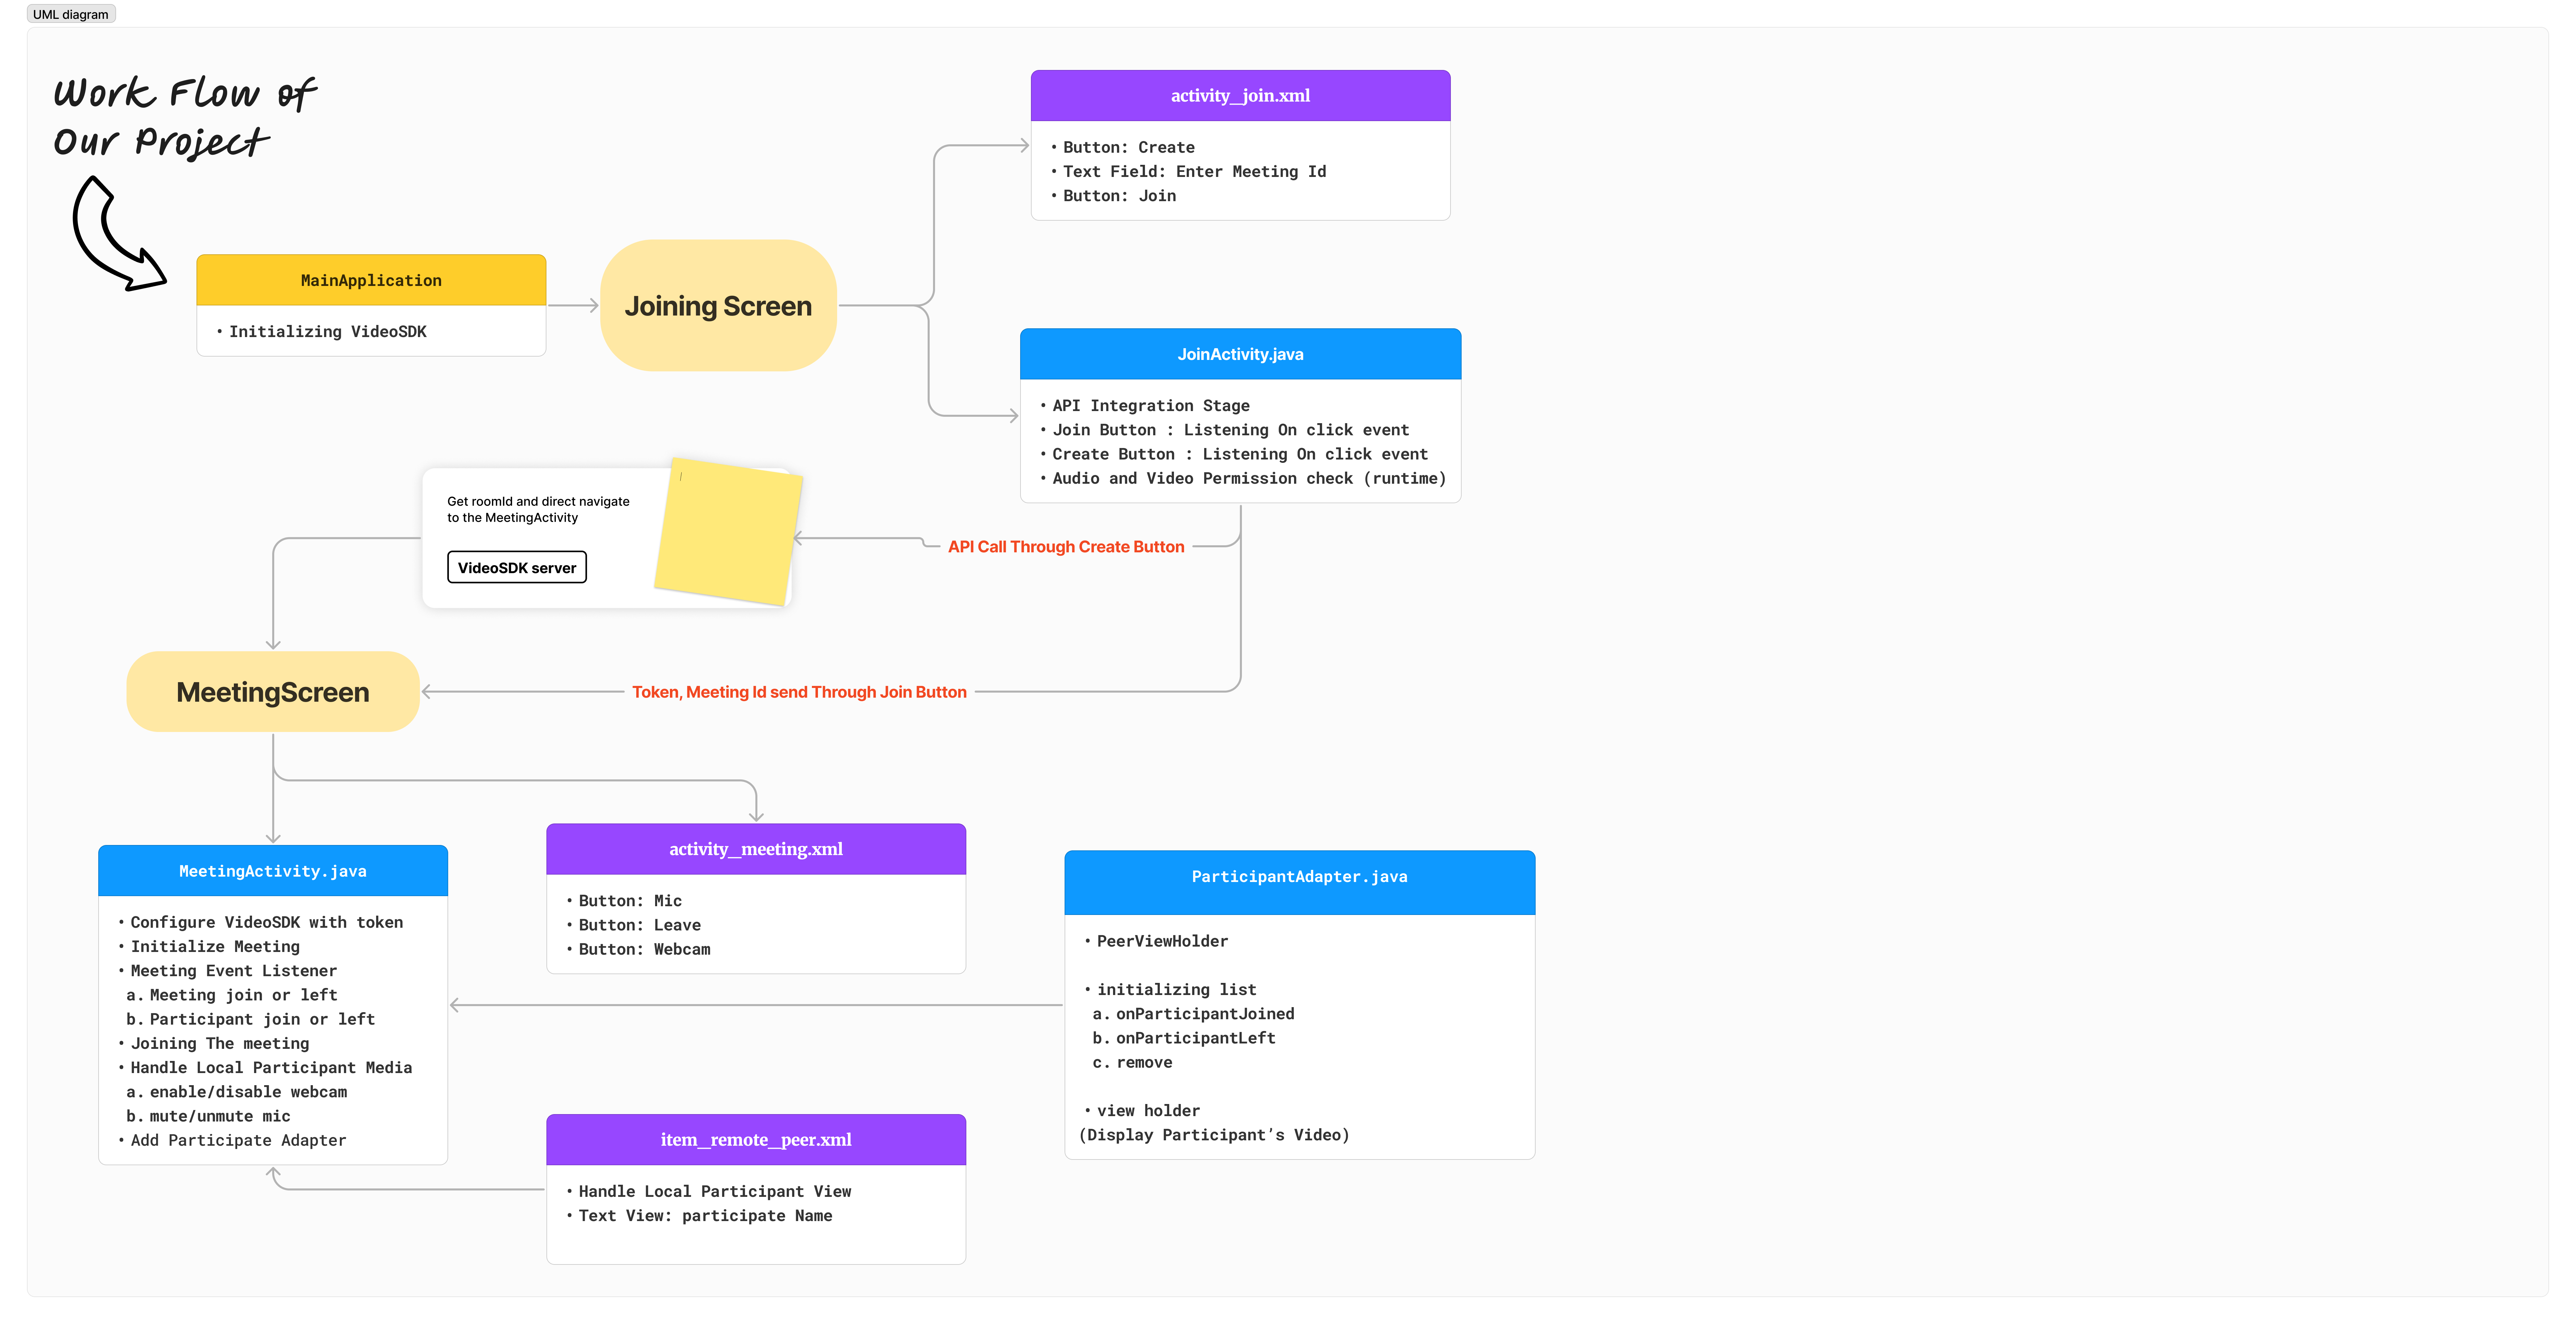 UML diagram
Work Flow of
Our Project
MainApplication
• Initializing VideoSDK
Joining Screen
activity_join.xml
• Button: Create
• Text Field: Enter Meeting Id
• Button: Join
JoinActivity.java
• API Integration Stage
• Join Button : Listening On click event
• Create Button : Listening On click event
• Audio and Video Permission check (runtime)
API Call Through Create Button
Get roomId and direct navigate
to the MeetingActivity
VideoSDK server
Token, Meeting Id send Through Join Button
MeetingScreen
MeetingActivity.java
• Configure VideoSDK with token
• Initialize Meeting
• Meeting Event Listener
a. Meeting join or left
b. Participant join or left
• Joining The meeting
• Handle Local Participant Media
a. enable/disable webcam
b. mute/unmute mic
• Add Participate Adapter
activity_meeting.xml
• Button: Mic
• Button: Leave
• Button: Webcam
item_remote_peer.xml
• Handle Local Participant View
• Text View: participate Name
ParticipantAdapter.java
• PeerViewHolder
• initializing list
a. onParticipantJoined
b. onParticipantLeft
c. remove
• view holder
(Display Participant’s Video)